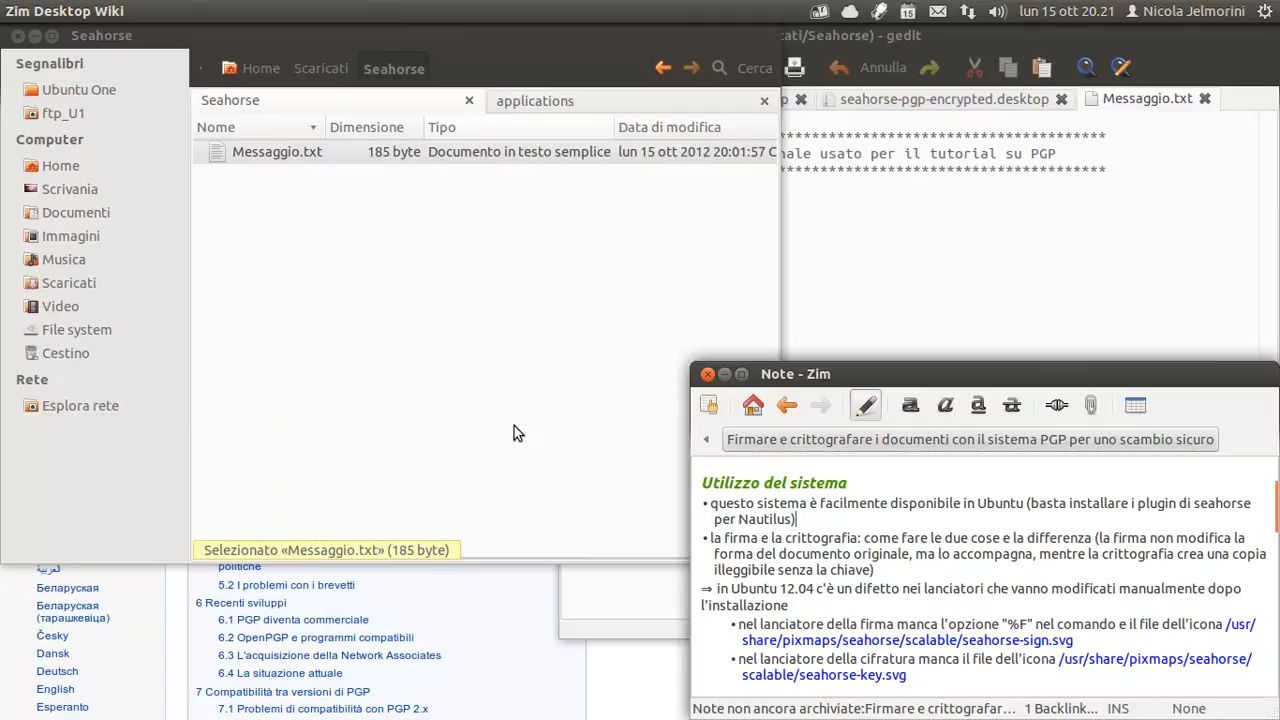 Zim Desktop Wiki
15
lun 15 ott 20.21
Nicola Jelmorini
Seahorse
cati/Seahorse) - gedit
Segnalibri
Ubuntu One
ftp_U1
Computer
Home
Scrivania
Documenti
Immagini
Musica
Scaricati
Video
File system
Cestino
Rete
Esplora rete
Home
Scaricati
Seahorse
Cerca
Seahorse
applications
Nome
Dimensione
Tipo
Data di modifica
Messaggio.txt
185 byte
Documento in testo semplice
lun 15 ott 2012 20:01:57 C
Selezionato «Messaggio.txt» (185 byte)
Annulla
p
seahorse-pgp-encrypted.desktop
Messaggio.txt
****************************************
nale usato per il tutorial su PGP
****************************************
Note - Zim
Firmare e crittografare i documenti con il sistema PGP per uno scambio sicuro
Utilizzo del sistema
• questo sistema è facilmente disponibile in Ubuntu (basta installare i plugin di seahorse
per Nautilus)
• la firma e la crittografia: come fare le due cose e la differenza (la firma non modifica la
forma del documento originale, ma lo accompagna, mentre la crittografia crea una copia
illeggibile senza la chiave)
⇒ in Ubuntu 12.04 c'è un difetto nei lanciatori che vanno modificati manualmente dopo
l'installazione
• nel lanciatore della firma manca l'opzione "%F" nel comando e il file dell'icona /usr/
share/pixmaps/seahorse/scalable/seahorse-sign.svg
• nel lanciatore della cifratura manca il file dell'icona /usr/share/pixmaps/seahorse/
scalable/seahorse-key.svg
Note non ancora archiviate:Firmare e crittografar...
1 Backlink...
INS
None
العربية
Беларуская
Беларуская
(тарашкевіца)
Česky
Dansk
Deutsch
English
Esperanto
politiche
5.2 I problemi con i brevetti
6 Recenti sviluppi
6.1 PGP diventa commerciale
6.2 OpenPGP e programmi compatibili
6.3 L'acquisizione della Network Associates
6.4 La situazione attuale
7 Compatibilità tra versioni di PGP
7.1 Problemi di compatibilità con PGP 2.x